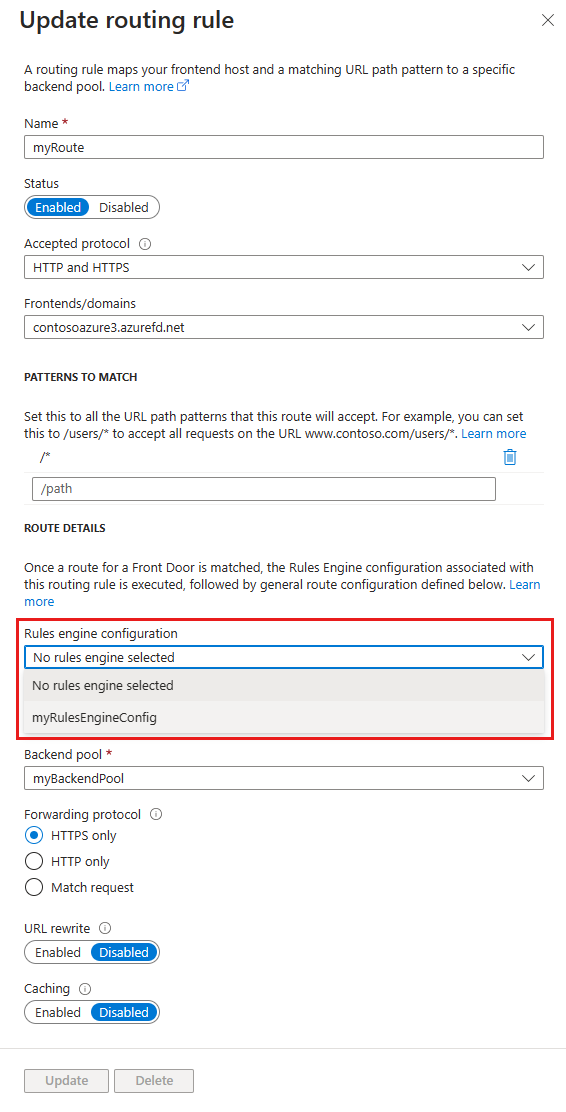 Update routing rule
A routing rule maps your frontend host and a matching URL path pattern to a specific
backend pool. Learn more
Name *
myRoute
Status
Enabled Disabled
Accepted protocol
HTTP and HTTPS
Frontends/domains
contosoazure3.azurefd.net
PATTERNS TO MATCH
Set this to all the URL path patterns that this route will accept. For example, you can set
this to /users/* to accept all requests on the URL www.contoso.com/users/*. Learn more
/*
/path
ROUTE DETAILS
Once a route for a Front Door is matched, the Rules Engine configuration associated with
this routing rule is executed, followed by general route configuration defined below. Learn
more
Rules engine configuration
No rules engine selected
No rules engine selected
myRulesEngineConfig
Backend pool *
myBackendPool
Forwarding protocol
HTTPS only
HTTP only
Match request
URL rewrite
Enabled Disabled
Caching
Enabled Disabled
Update Delete